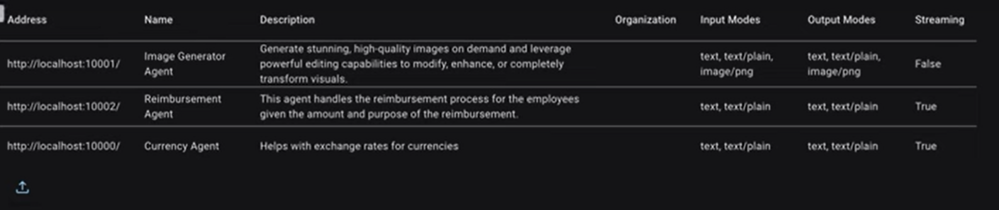 Address Name Description Organization Input Modes Output Modes Streaming
http://localhost:10001/
Image Generator
Agent
Generate stunning, high-quality images on demand and leverage
powerful editing capabilities to modify, enhance, or completely
transform visuals.
text, text/plain,
image/png
text, text/plain,
image/png
False
http://localhost:10002/
Reimbursement
Agent
This agent handles the reimbursement process for the employees
given the amount and purpose of the reimbursement.
text, text/plain
text, text/plain
True
http://localhost:10000/
Currency Agent
Helps with exchange rates for currencies
text, text/plain
text, text/plain
True